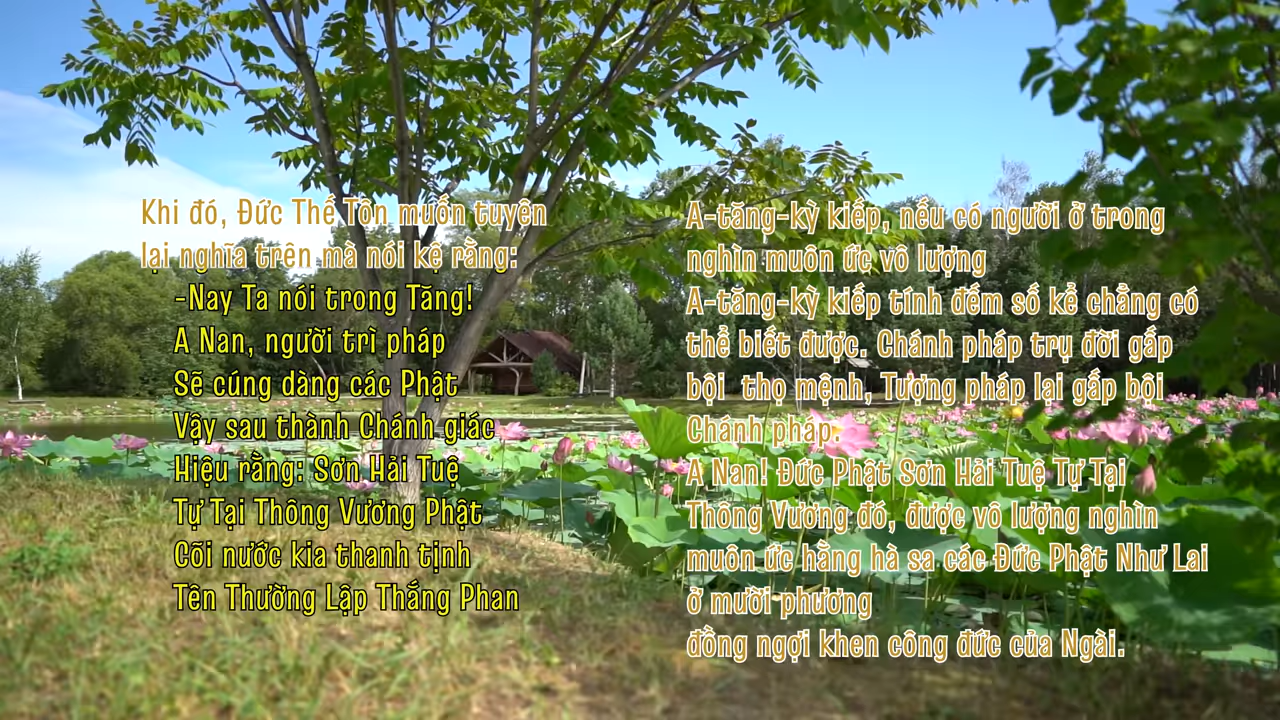 Khi đó, Đức Thế Tôn muốn tuyên
lại nghĩa trên mà nói kệ rằng:
-Nay Ta nói trong Tăng!
A Nan, người trì pháp
Sẽ cúng dàng các Phật
Vậy sau thành Chánh giác
Hiệu rằng: Sơn Hải Tuệ
Tự Tại Thông Vương Phật
Cõi nước kia thanh tịnh
Tên Thường Lập Thắng Phan
A-tăng-kỳ kiếp, nếu có người ở trong
nghìn muôn ức vô lượng
A-tăng-kỳ kiếp tính đếm số kể chẳng có
thể biết được. Chánh pháp trụ đời gấp
bội  thọ mệnh, Tượng pháp lại gấp bôi
Chánh pháp.
A Nan! Đức Phật Sơn Hải Tuệ Tự Tại
Thông Vương đó, được vô lượng nghìn
muôn ức hằng hà sa các Đức Phật Như Lai
ở mười phương
đồng ngợi khen công đức của Ngài.